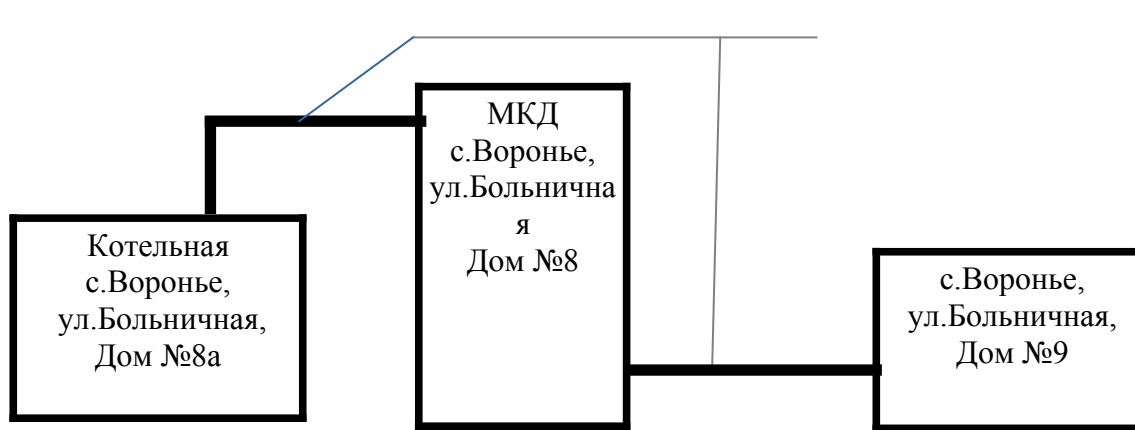 МКД
с.Воронье,
ул.Больнична
я
Дом №8
Котельная
с.Воронье,
ул.Больничная,
Дом №8а
с.Воронье,
ул.Больничная,
Дом №9